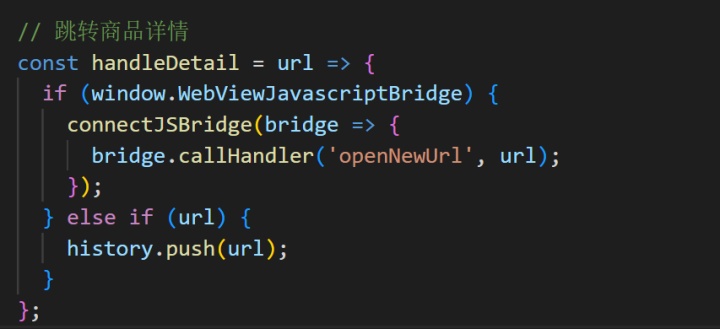 // 跳转商品详情
const handleDetail = url => {
  if (window.WebViewJavascriptBridge) {
    connectJSBridge(bridge => {
      bridge.callHandler('openNewUrl', url);
    });
  } else if (url) {
    history.push(url);
  }
};